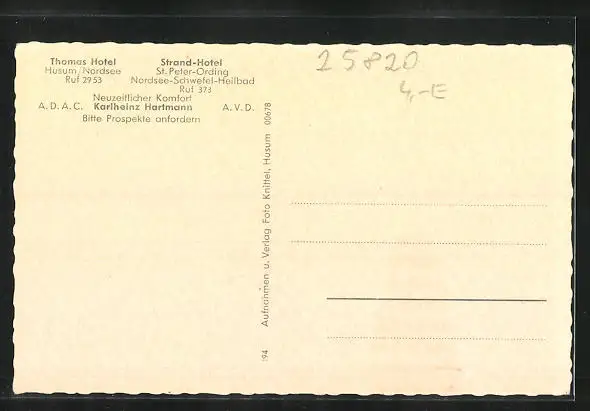 Thomas Hotel
Husum/Nordsee
Ruf 2953
Strand-Hotel
St. Peter-Ording
Nordsee-Schwefel-Heilbad
Ruf 373
Neuzeitlicher Komfort
A.D.A.C. Karlheinz Hartmann A.V.D.
Bitte Prospekte anfordern
25820
4,-E
194 Aufnahmen u. Verlag Foto Knittel, Husum 00678